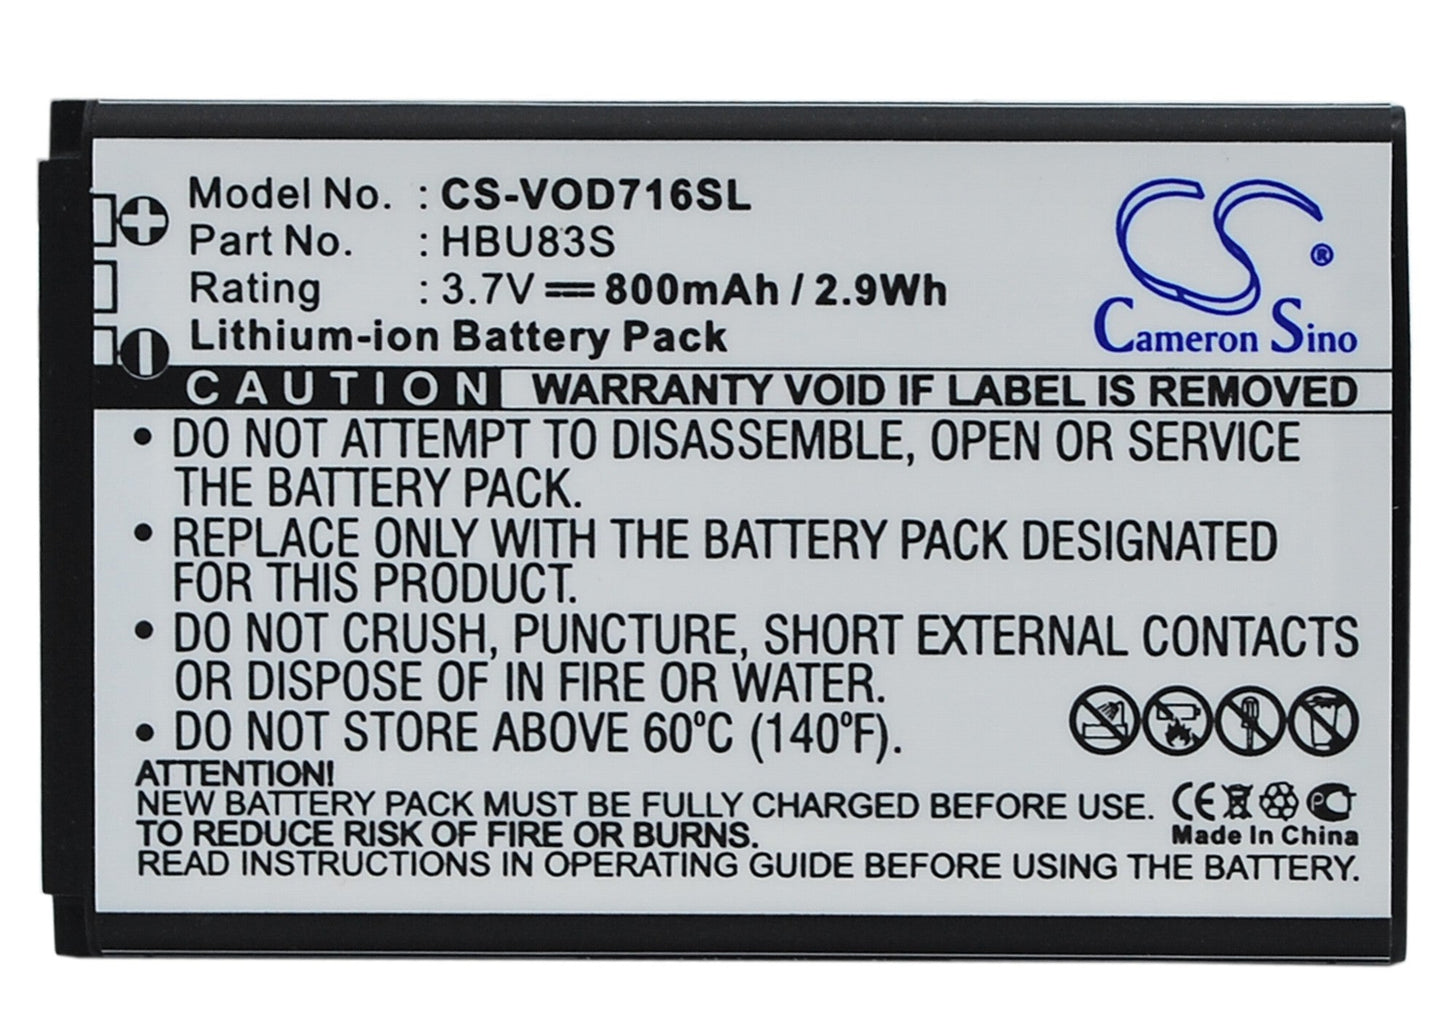 Model No. : CS-VOD716SL
Part No. : HBU83S
Rating : 3.7V 800mAh / 2.9Wh
Lithium-ion Battery Pack
CS ®
Cameron Sino
CAUTION WARRANTY VOID IF LABEL IS REMOVED
• DO NOT ATTEMPT TO DISASSEMBLE, OPEN OR SERVICE
THE BATTERY PACK.
• REPLACE ONLY WITH THE BATTERY PACK DESIGNATED
FOR THIS PRODUCT.
• DO NOT CRUSH, PUNCTURE, SHORT EXTERNAL CONTACTS
OR DISPOSE OF IN FIRE OR WATER.
• DO NOT STORE ABOVE 60ºC (140ºF).
ATTENTION!
NEW BATTERY PACK MUST BE FULLY CHARGED BEFORE USE.
TO REDUCE RISK OF FIRE OR BURNS.
READ INSTRUCTIONS IN OPERATING GUIDE BEFORE USING THE BATTERY.
CE PC
Made In China